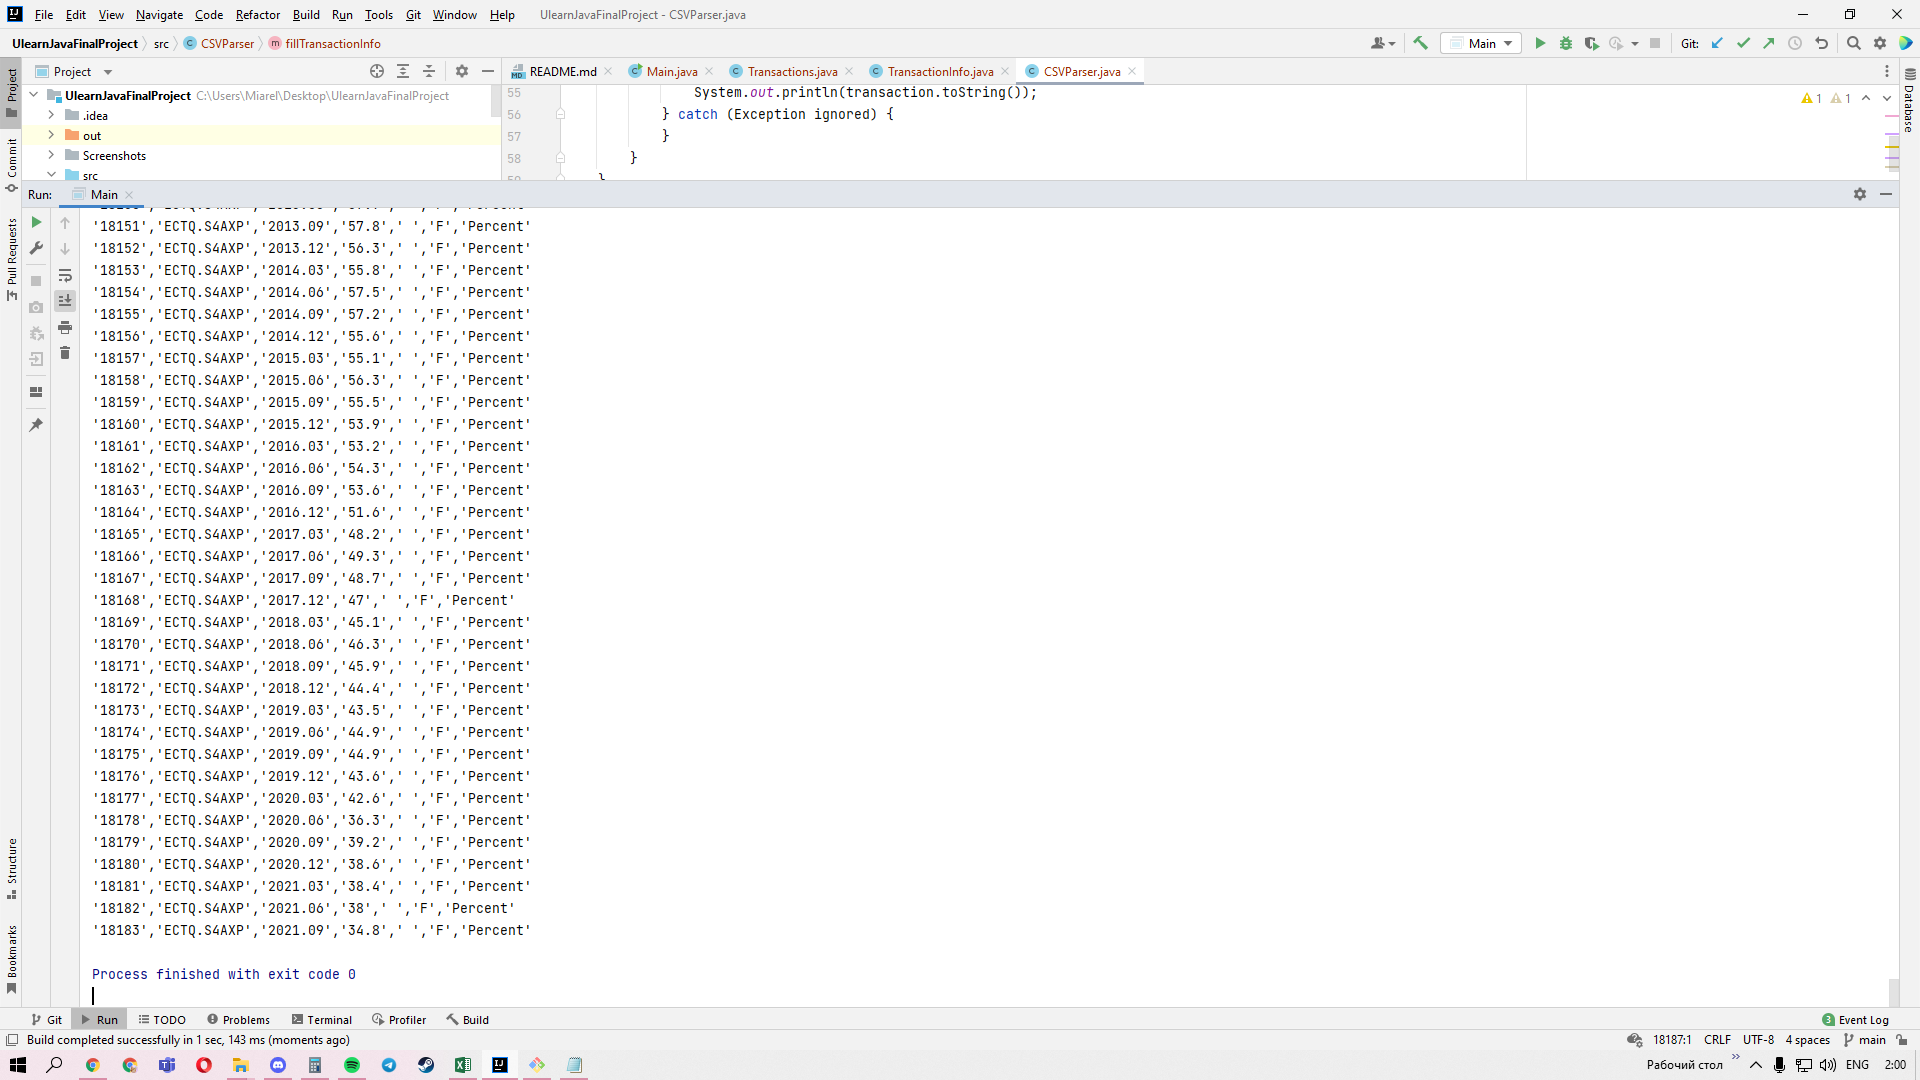 File Edit View Navigate Code Refactor Build Run Tools Git Window Help UlearnJavaFinalProject - CSVParser.java
UlearnJavaFinalProject src CSVParser fillTransactionInfo Main Git:
Project README.md Main.java Transactions.java TransactionInfo.java CSVParser.java
UlearnJavaFinalProject C:\Users\Miarel\Desktop\UlearnJavaFinalProject
.idea
out
Screenshots
src
55 System.out.println(transaction.toString());
56 } catch (Exception ignored) {
57 }
58 }
1 1
Project
Commit
Pull Requests
Structure
Bookmarks
Database
Run: Main
'18151','ECTQ.S4AXP','2013.09','57.8',' ','F','Percent'
'18152','ECTQ.S4AXP','2013.12','56.3',' ','F','Percent'
'18153','ECTQ.S4AXP','2014.03','55.8',' ','F','Percent'
'18154','ECTQ.S4AXP','2014.06','57.5',' ','F','Percent'
'18155','ECTQ.S4AXP','2014.09','57.2',' ','F','Percent'
'18156','ECTQ.S4AXP','2014.12','55.6',' ','F','Percent'
'18157','ECTQ.S4AXP','2015.03','55.1',' ','F','Percent'
'18158','ECTQ.S4AXP','2015.06','56.3',' ','F','Percent'
'18159','ECTQ.S4AXP','2015.09','55.5',' ','F','Percent'
'18160','ECTQ.S4AXP','2015.12','53.9',' ','F','Percent'
'18161','ECTQ.S4AXP','2016.03','53.2',' ','F','Percent'
'18162','ECTQ.S4AXP','2016.06','54.3',' ','F','Percent'
'18163','ECTQ.S4AXP','2016.09','53.6',' ','F','Percent'
'18164','ECTQ.S4AXP','2016.12','51.6',' ','F','Percent'
'18165','ECTQ.S4AXP','2017.03','48.2',' ','F','Percent'
'18166','ECTQ.S4AXP','2017.06','49.3',' ','F','Percent'
'18167','ECTQ.S4AXP','2017.09','48.7',' ','F','Percent'
'18168','ECTQ.S4AXP','2017.12','47',' ','F','Percent'
'18169','ECTQ.S4AXP','2018.03','45.1',' ','F','Percent'
'18170','ECTQ.S4AXP','2018.06','46.3',' ','F','Percent'
'18171','ECTQ.S4AXP','2018.09','45.9',' ','F','Percent'
'18172','ECTQ.S4AXP','2018.12','44.4',' ','F','Percent'
'18173','ECTQ.S4AXP','2019.03','43.5',' ','F','Percent'
'18174','ECTQ.S4AXP','2019.06','44.9',' ','F','Percent'
'18175','ECTQ.S4AXP','2019.09','44.9',' ','F','Percent'
'18176','ECTQ.S4AXP','2019.12','43.6',' ','F','Percent'
'18177','ECTQ.S4AXP','2020.03','42.6',' ','F','Percent'
'18178','ECTQ.S4AXP','2020.06','36.3',' ','F','Percent'
'18179','ECTQ.S4AXP','2020.09','39.2',' ','F','Percent'
'18180','ECTQ.S4AXP','2020.12','38.6',' ','F','Percent'
'18181','ECTQ.S4AXP','2021.03','38.4',' ','F','Percent'
'18182','ECTQ.S4AXP','2021.06','38',' ','F','Percent'
'18183','ECTQ.S4AXP','2021.09','34.8',' ','F','Percent'
Process finished with exit code 0
Git Run TODO Problems Terminal Profiler Build 3 Event Log
Build completed successfully in 1 sec, 143 ms (moments ago) 18187:1 CRLF UTF-8 4 spaces main
Рабочий стол ENG 2:00